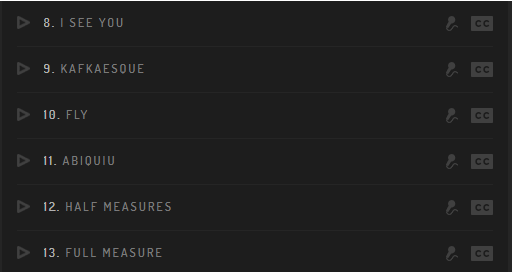 8. I SEE YOU CC
9. KAFKAESQUE CC
10. FLY CC
11. ABIQUIU CC
12. HALF MEASURES CC
13. FULL MEASURE CC